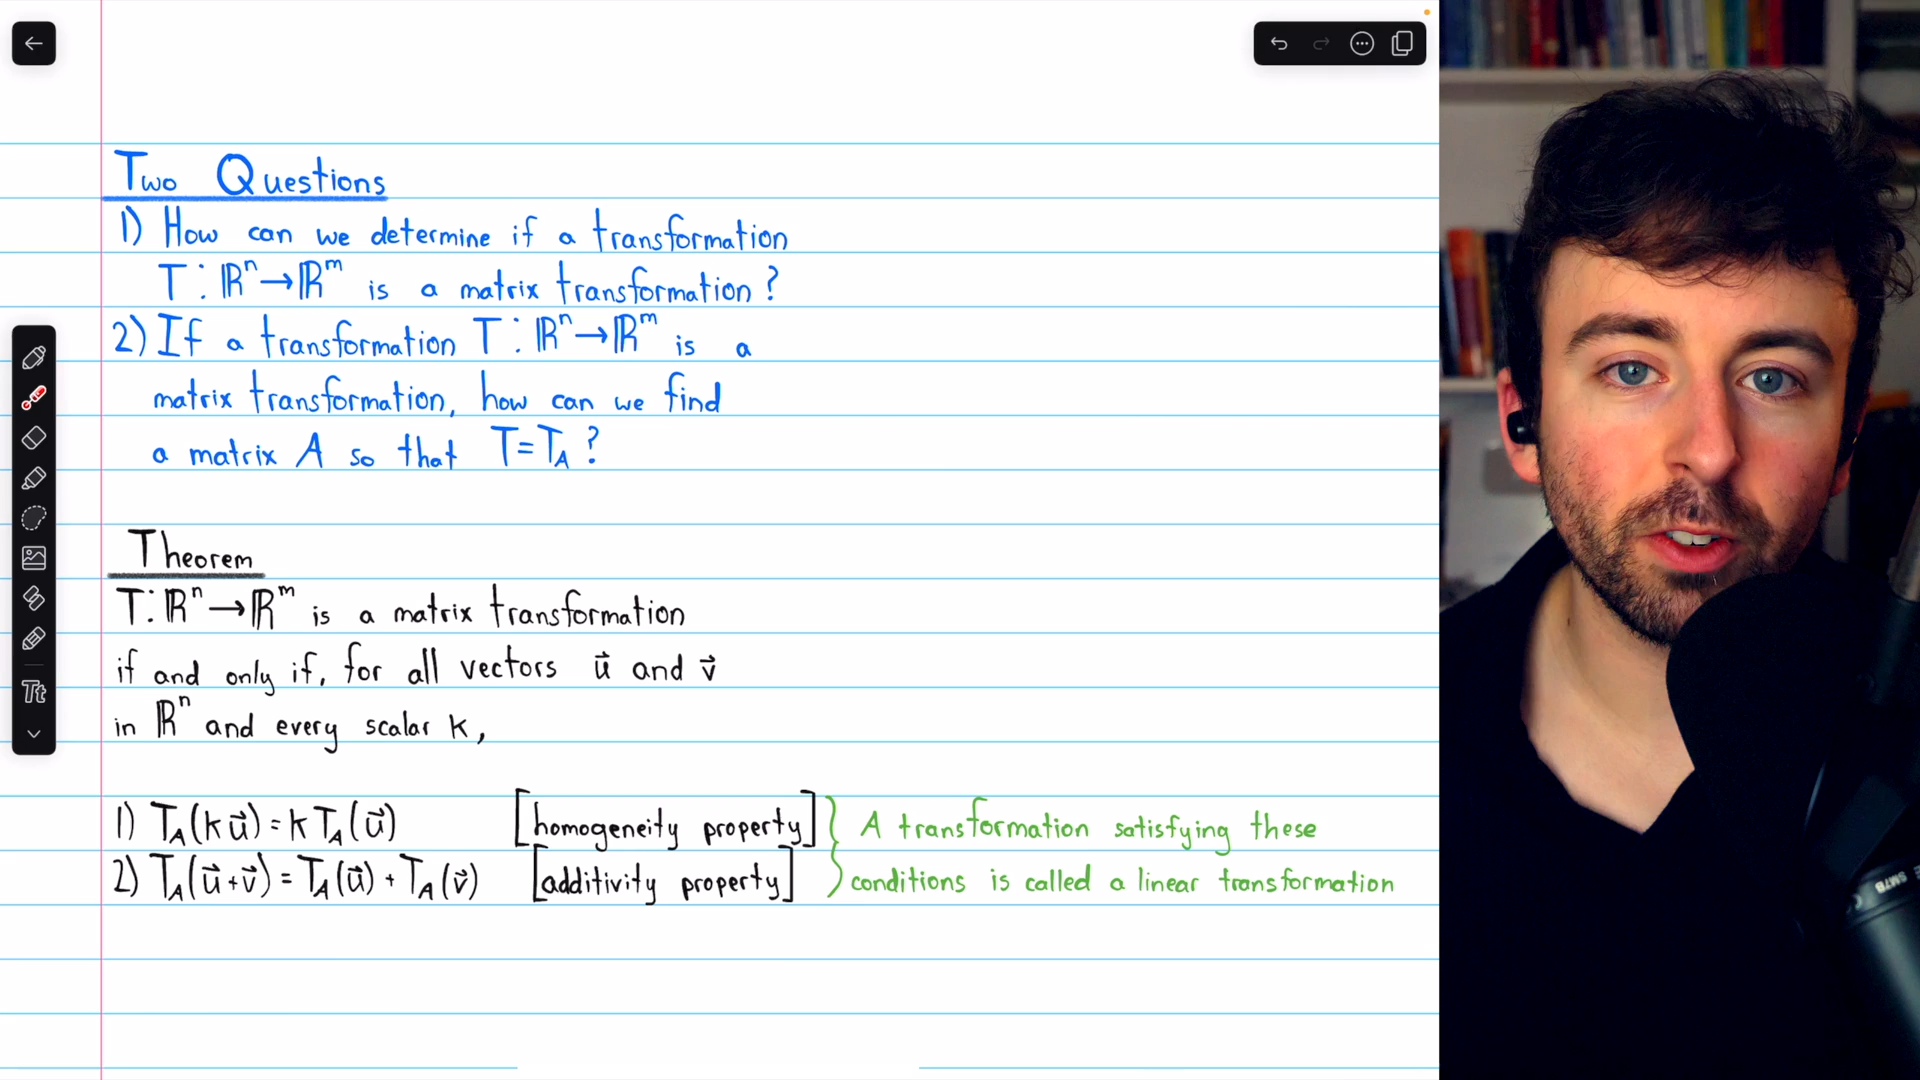 Two Questions
1) How can we determine if a transformation
T : ℝⁿ→ℝᵐ is a matrix transformation?
2) If a transformation T : ℝⁿ→ℝᵐ is a
matrix transformation, how can we find
a matrix A so that T=T_A ?
Theorem
T:ℝⁿ→ℝᵐ is a matrix transformation
if and only if, for all vectors u⃗ and v⃗
in ℝⁿ and every scalar k,
1) T_A(ku⃗)=kT_A(u⃗) [homogeneity property] } A transformation satisfying these
2) T_A(u⃗+v⃗)=T_A(u⃗)+T_A(v⃗) [additivity property] conditions is called a linear transformation
Tt
SM7B